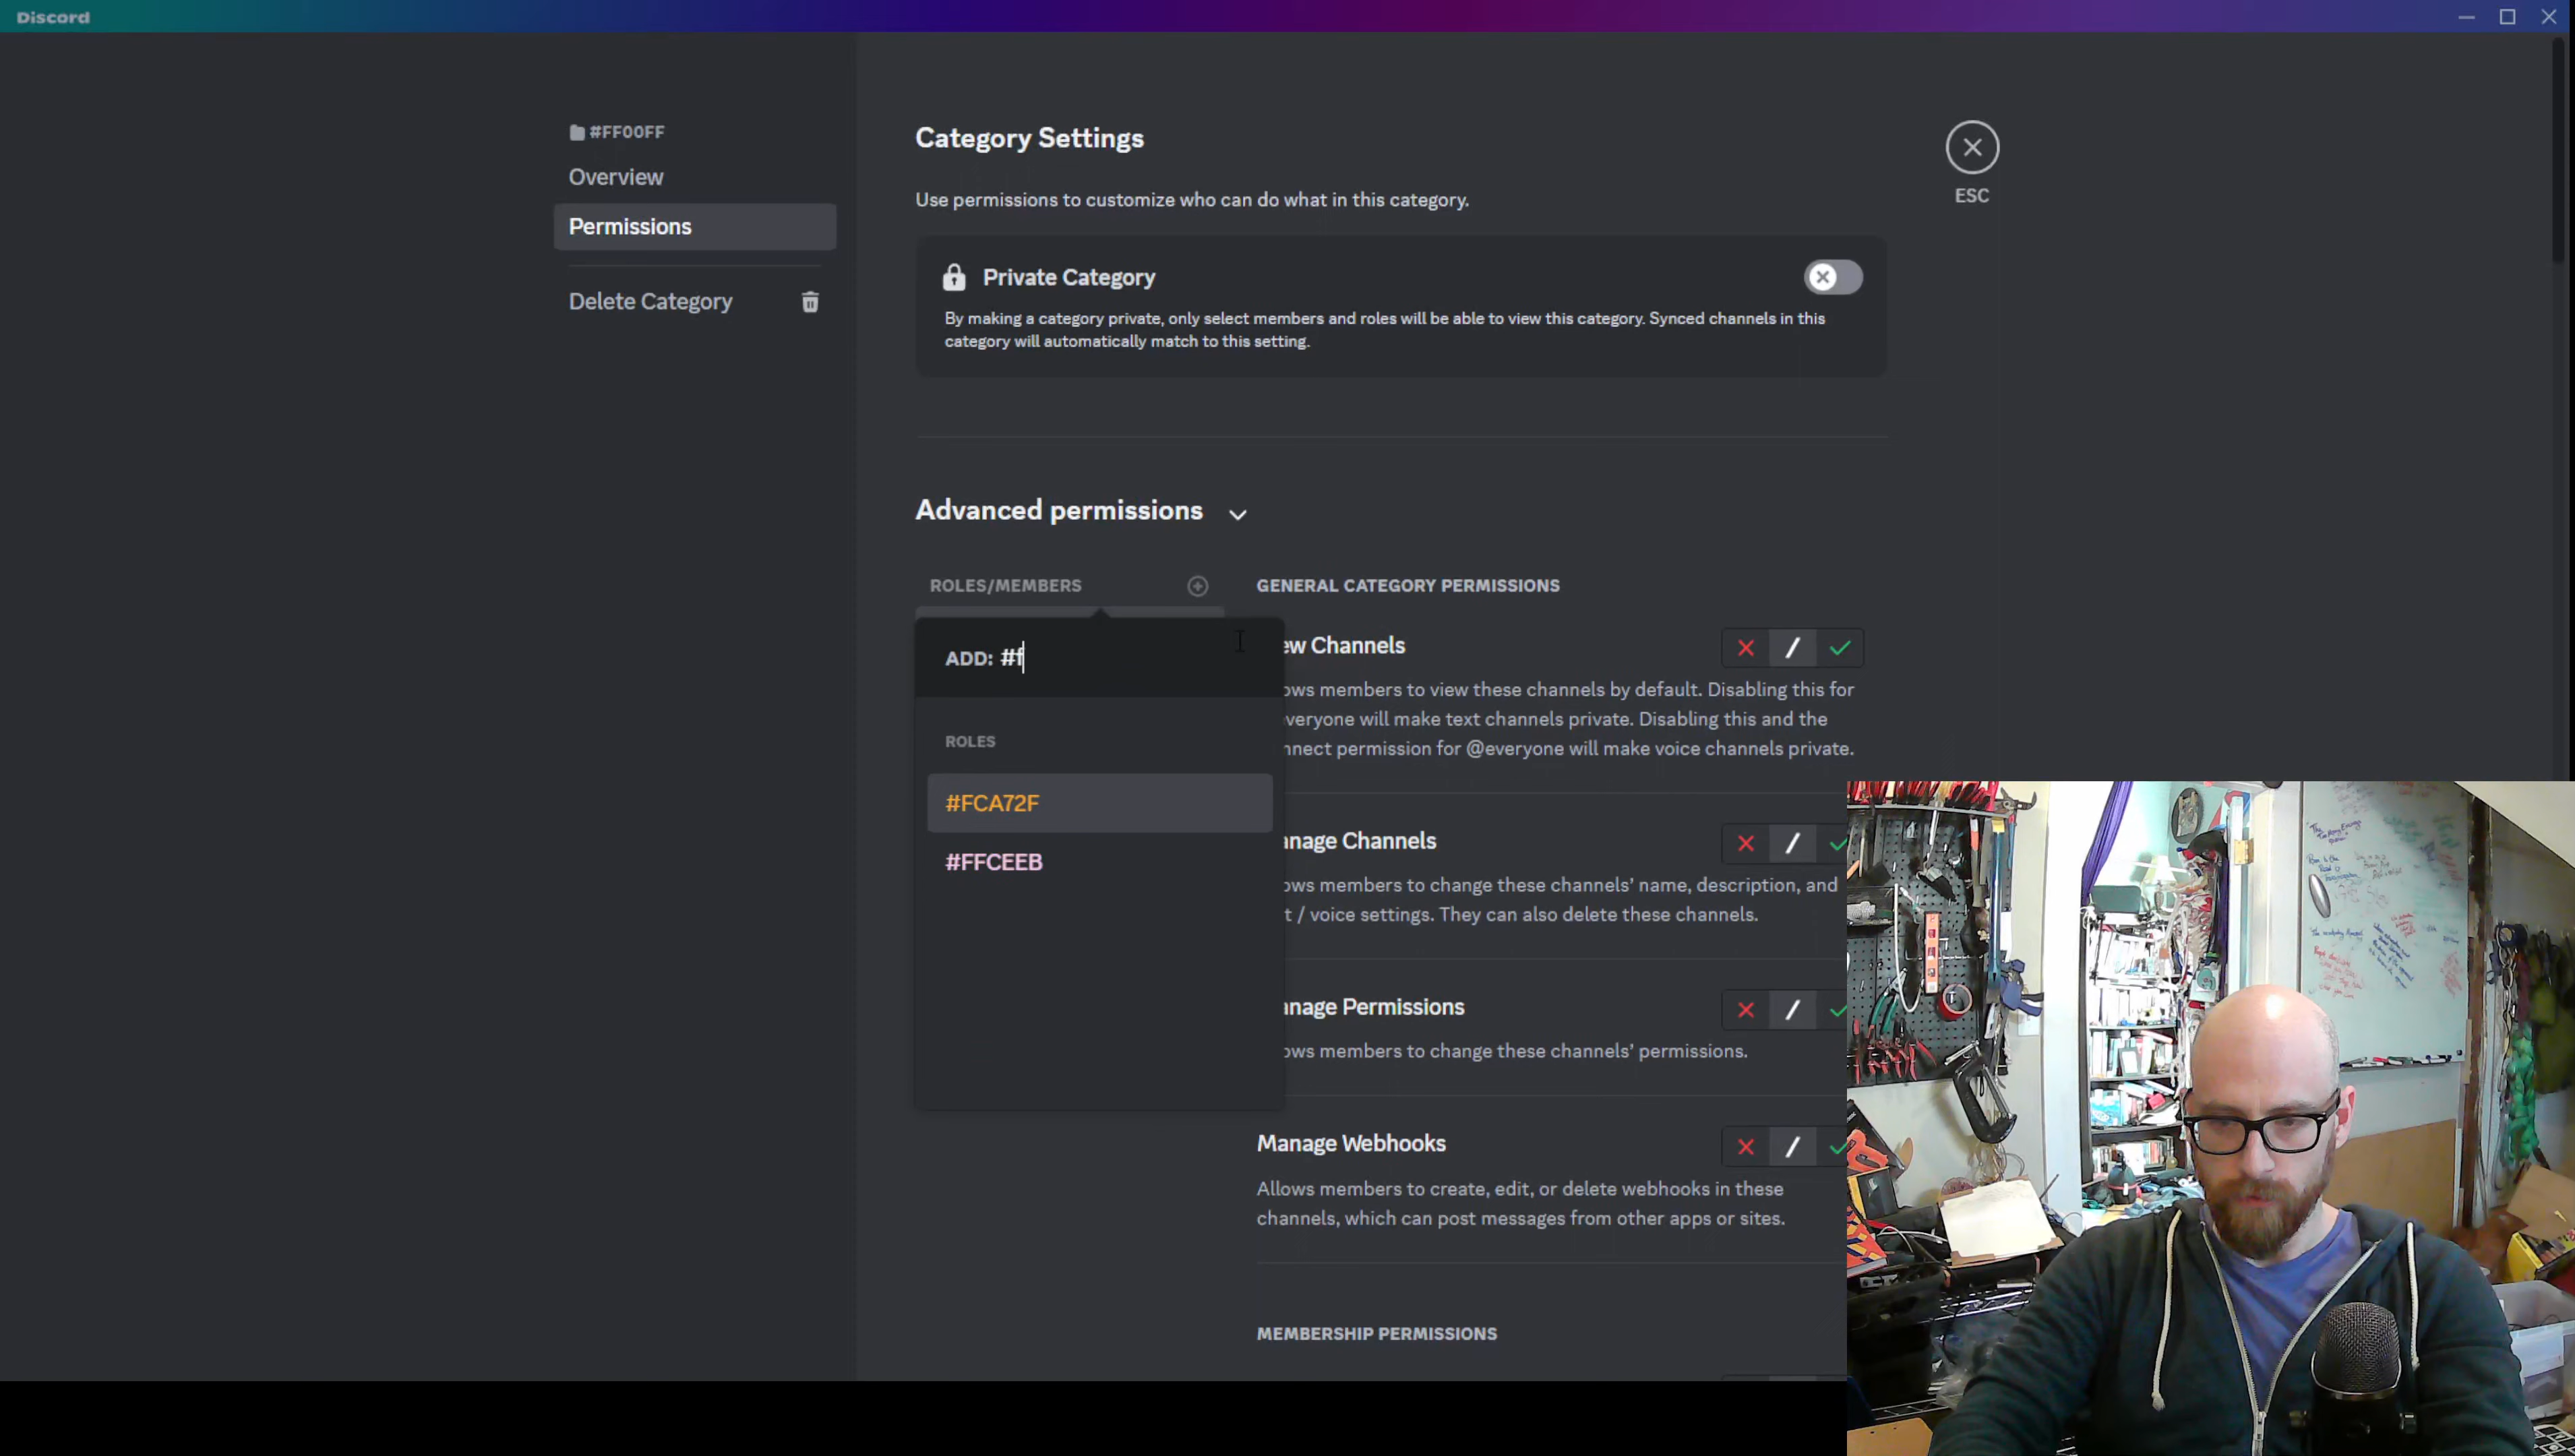 Discord
#FF00FF
Overview
Permissions
Delete Category
Category Settings
Use permissions to customize who can do what in this category.
Private Category
By making a category private, only select members and roles will be able to view this category. Synced channels in this
category will automatically match to this setting.
ESC
Advanced permissions
ROLES/MEMBERS
ADD: #f
ROLES
#FCA72F
#FFCEEB
GENERAL CATEGORY PERMISSIONS
ew Channels
ows members to view these channels by default. Disabling this for
veryone will make text channels private. Disabling this and the
nnect permission for @everyone will make voice channels private.
anage Channels
ows members to change these channels’ name, description, and
t / voice settings. They can also delete these channels.
anage Permissions
ows members to change these channels’ permissions.
Manage Webhooks
Allows members to create, edit, or delete webhooks in these
channels, which can post messages from other apps or sites.
MEMBERSHIP PERMISSIONS